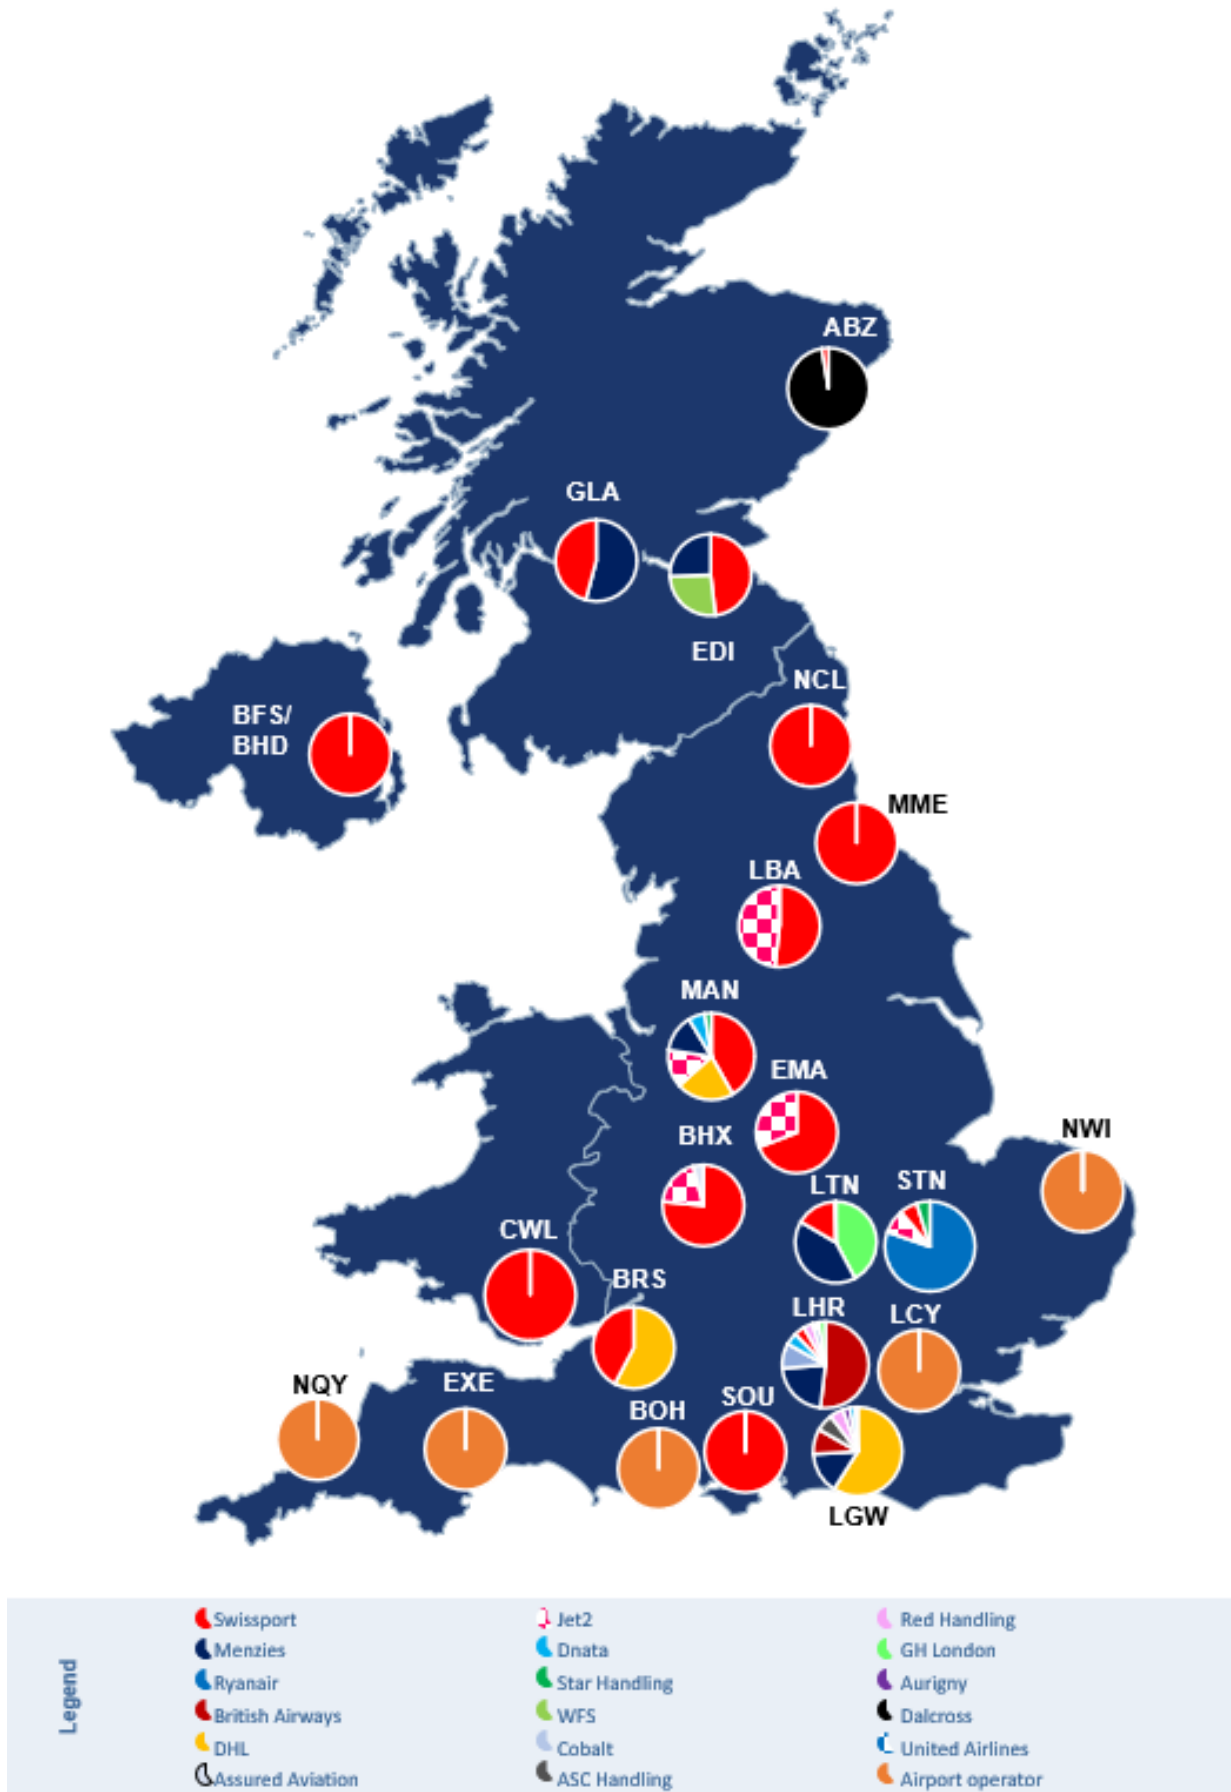 ABZ
GLA
EDI
NCL
BFS/
BHD
MME
LBA
MAN
EMA
BHX
NWI
LTN
STN
CWL
BRS
LHR
LCY
NQY
EXE
BOH
SOU
LGW
Legend
Swissport
Jet2
Red Handling
Menzies
Dnata
GH London
Ryanair
Star Handling
Aurigny
British Airways
WFS
Dalcross
DHL
Cobalt
United Airlines
Assured Aviation
ASC Handling
Airport operator